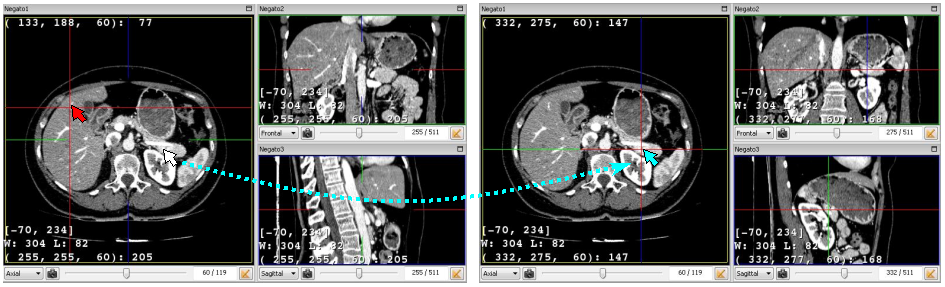 Negato1
( 133, 188, 60): 77
[-70, 234]
W: 304 L: 82
( 255, 255, 60): 205
Axial
60 / 119
Negato2
[-70, 234]
W: 304 L: 82
( 255, 255, 60): 205
Frontal
255 / 511
Negato3
[-70, 234]
W: 304 L: 82
( 255, 255, 60): 205
Sagittal
255 / 511
Negato1
( 332, 275, 60): 147
[-70, 234]
W: 304 L: 82
( 332, 275, 60): 147
Axial
60 / 119
Negato2
[-70, 234]
W: 304 L: 82
( 332, 277, 60): 168
Frontal
275 / 511
Negato3
[-70, 234]
W: 304 L: 82
( 332, 277, 60): 168
Sagittal
332 / 511